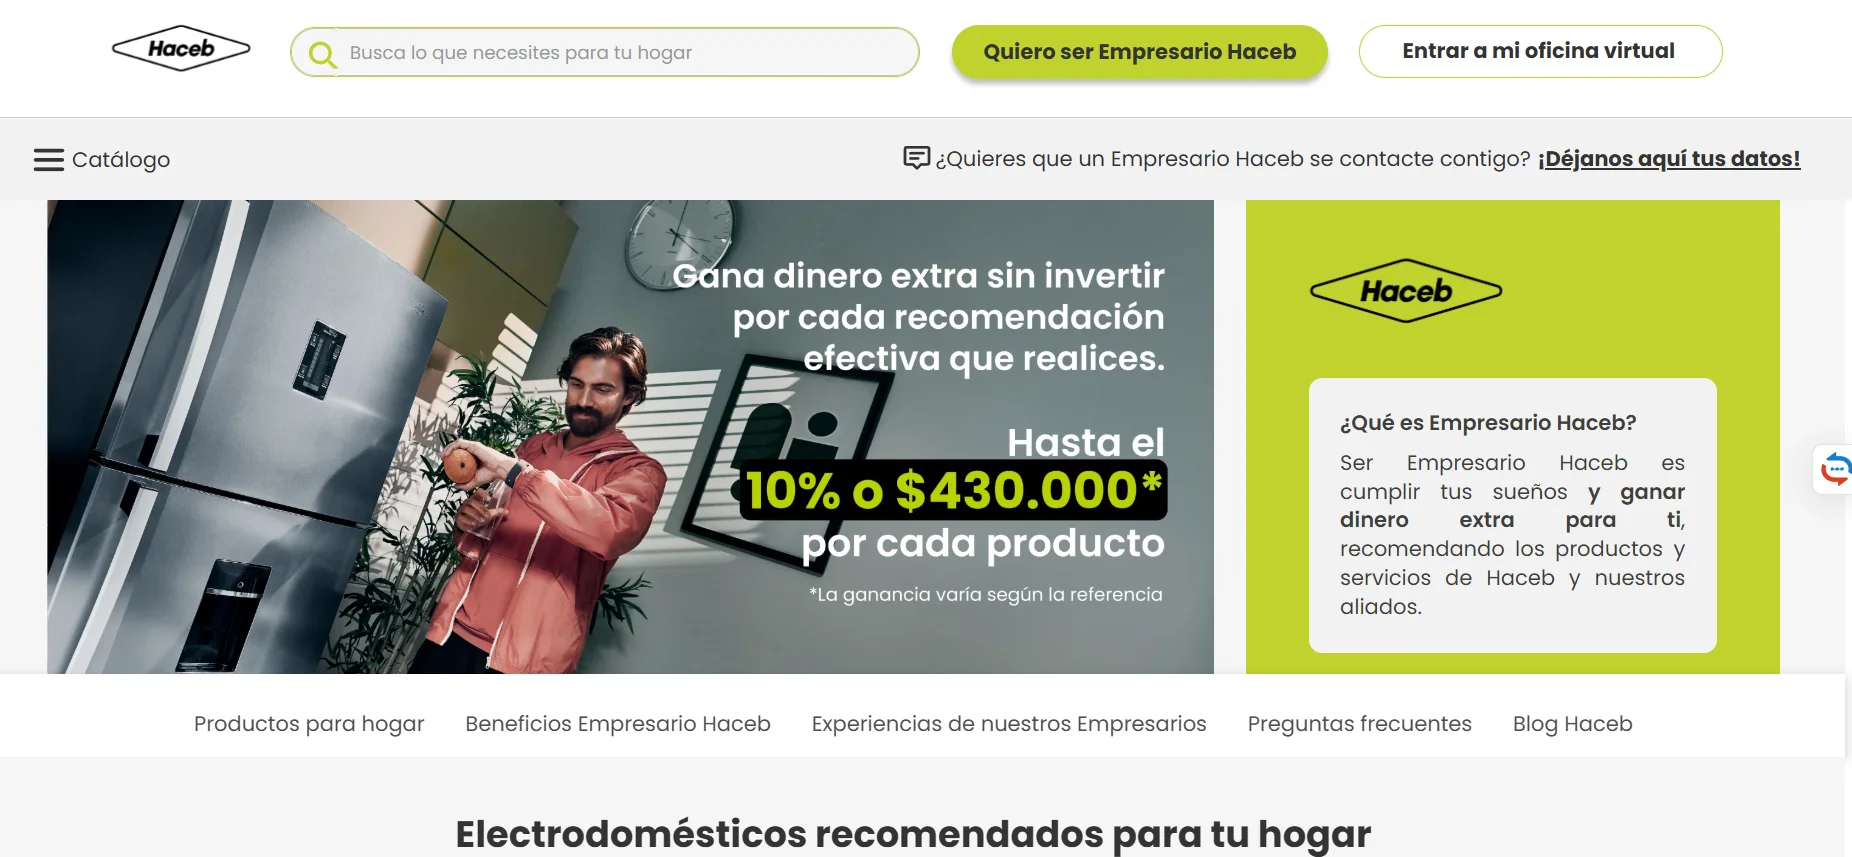 Haceb
Busca lo que necesites para tu hogar
Quiero ser Empresario Haceb
Entrar a mi oficina virtual
Catálogo
¿Quieres que un Empresario Haceb se contacte contigo? ¡Déjanos aquí tus datos!
Gana dinero extra sin invertir
por cada recomendación
efectiva que realices.
Hasta el
10% o $430.000*
por cada producto
*La ganancia varía según la referencia
Haceb
¿Qué es Empresario Haceb?
Ser Empresario Haceb es
cumplir tus sueños y ganar
dinero extra para ti,
recomendando los productos y
servicios de Haceb y nuestros
aliados.
Productos para hogar
Beneficios Empresario Haceb
Experiencias de nuestros Empresarios
Preguntas frecuentes
Blog Haceb
Electrodomésticos recomendados para tu hogar